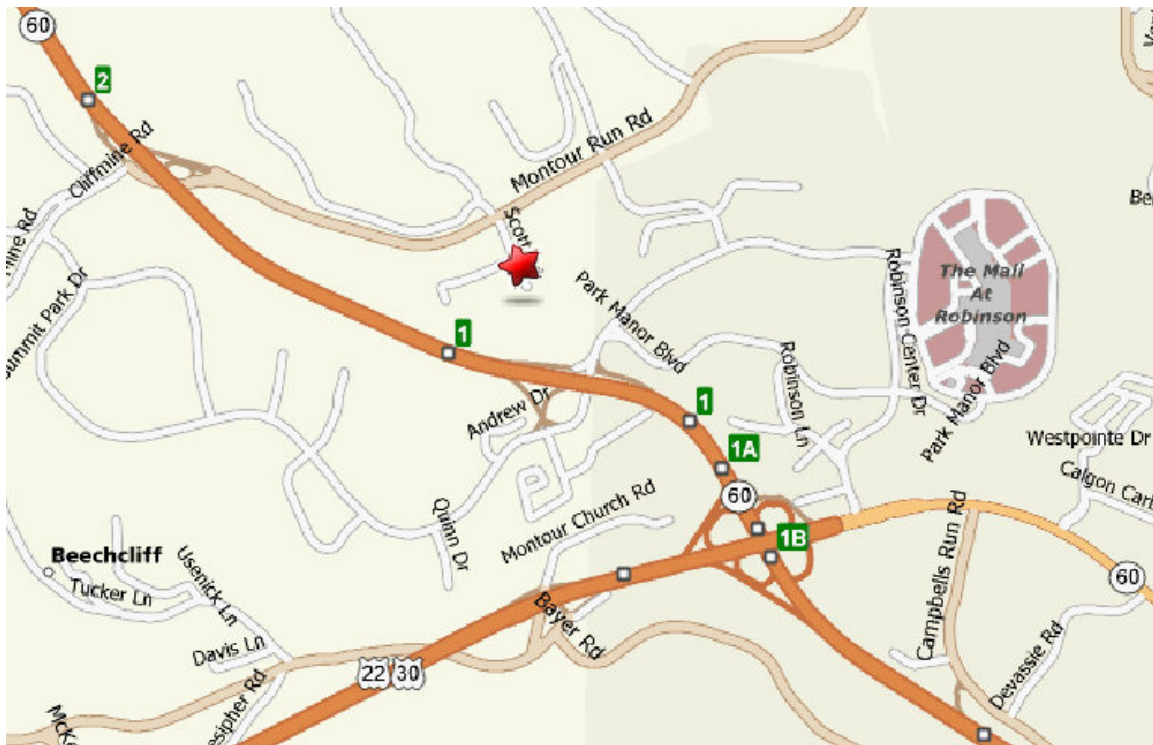 60
2
Cliffmine Rd
Montour Run Rd
Scott
Summit Park Dr
Park Manor Blvd
Robinson Center Dr
The Mall
At
Robinson
1
Andrew Dr
Robinson Ln
Park Manor Blvd
1
1A
Westpointe Dr
60
Quinn Dr
Montour Church Rd
1B
Beechcliff
Tucker Ln
Usenick Ln
Bayer Rd
Campbells Run Rd
60
Davis Ln
22
30
Devassie Rd